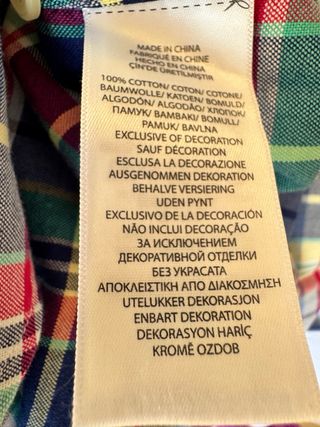 MADE IN CHINA
FABRIQUÉ EN CHINE
HECHO EN CHINA
ÇİN'DE ÜRETİLMİŞTİR
100% COTTON/ COTON/ COTONE/
BAUMWOLLE/ KATOEN/ BOMULD/
ALGODÓN/ ALGODÃO/ ХЛОПОК/
ПАМУК/ ΒΑΜΒΑΚΙ/ BOMULL/
PAMUK/ BAVLNA
EXCLUSIVE OF DECORATION
SAUF DÉCORATION
ESCLUSA LA DECORAZIONE
AUSGENOMMEN DEKORATION
BEHALVE VERSIERING
UDEN PYNT
EXCLUSIVO DE LA DECORACIÓN
NÃO INCLUI DECORAÇÃO
ЗА ИСКЛЮЧЕНИЕМ
ДЕКОРАТИВНОЙ ОТДЕЛКИ
БЕЗ УКРАСАТА
ΑΠΟΚΛΕΙΣΤΙΚΗ ΑΠΟ ΔΙΑΚΟΣΜΗΣΗ
UTELUKKER DEKORASJON
ENBART DEKORATION
DEKORASYON HARİÇ
KROMĚ OZDOB